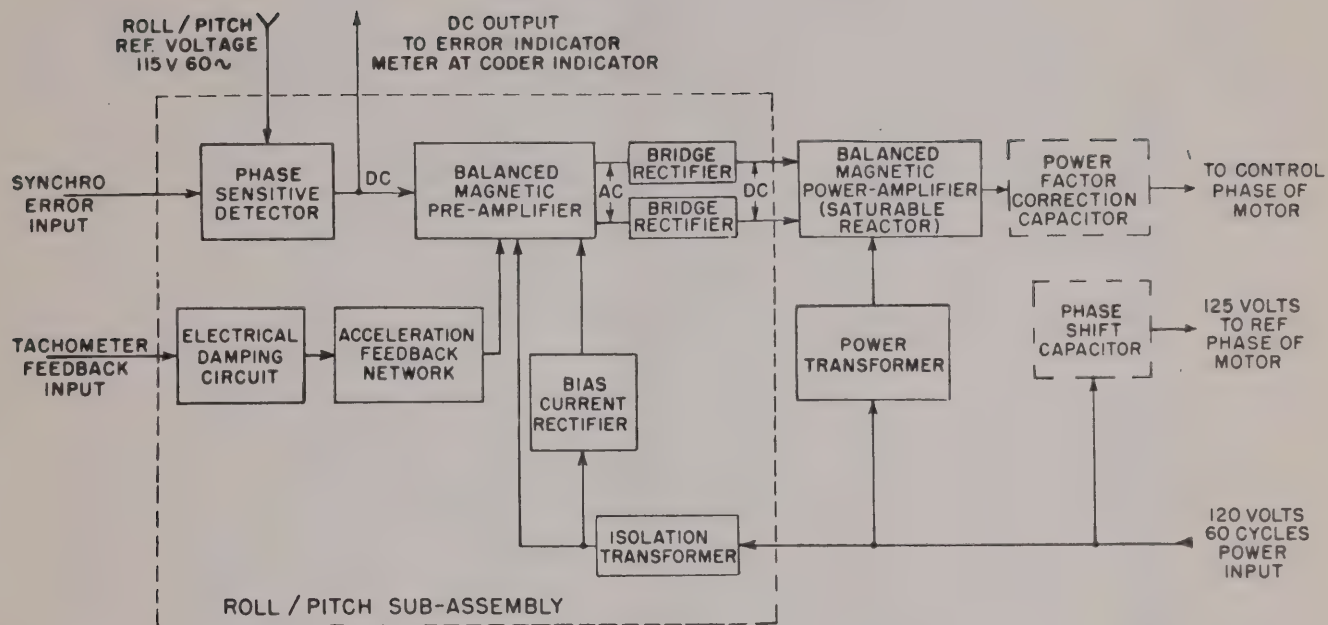 ROLL / PITCH
REF. VOLTAGE
115 V 60~
DC OUTPUT
TO ERROR INDICATOR
METER AT CODER INDICATOR
SYNCHRO
ERROR
INPUT
PHASE
SENSITIVE
DETECTOR
DC
BALANCED
MAGNETIC
PRE-AMPLIFIER
AC
BRIDGE
RECTIFIER
BRIDGE
RECTIFIER
DC
BALANCED
MAGNETIC
POWER-AMPLIFIER
(SATURABLE
REACTOR)
POWER
FACTOR
CORRECTION
CAPACITOR
TO CONTROL
PHASE OF
MOTOR
TACHOMETER
FEEDBACK
INPUT
ELECTRICAL
DAMPING
CIRCUIT
ACCELERATION
FEEDBACK
NETWORK
BIAS
CURRENT
RECTIFIER
POWER
TRANSFORMER
PHASE
SHIFT
CAPACITOR
125 VOLTS
TO REF
PHASE OF
MOTOR
ISOLATION
TRANSFORMER
120 VOLTS
60 CYCLES
POWER
INPUT
ROLL / PITCH SUB-ASSEMBLY